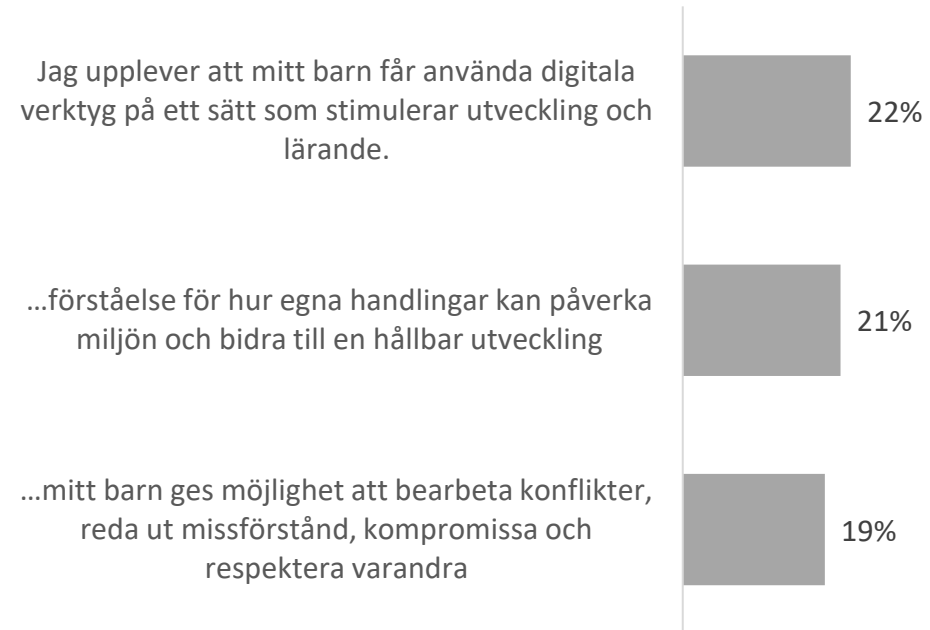 Jag upplever att mitt barn får använda digitala
verktyg på ett sätt som stimulerar utveckling och
lärande.
22%
...förståelse för hur egna handlingar kan påverka
miljön och bidra till en hållbar utveckling
21%
...mitt barn ges möjlighet att bearbeta konflikter,
reda ut missförstånd, kompromissa och
respektera varandra
19%